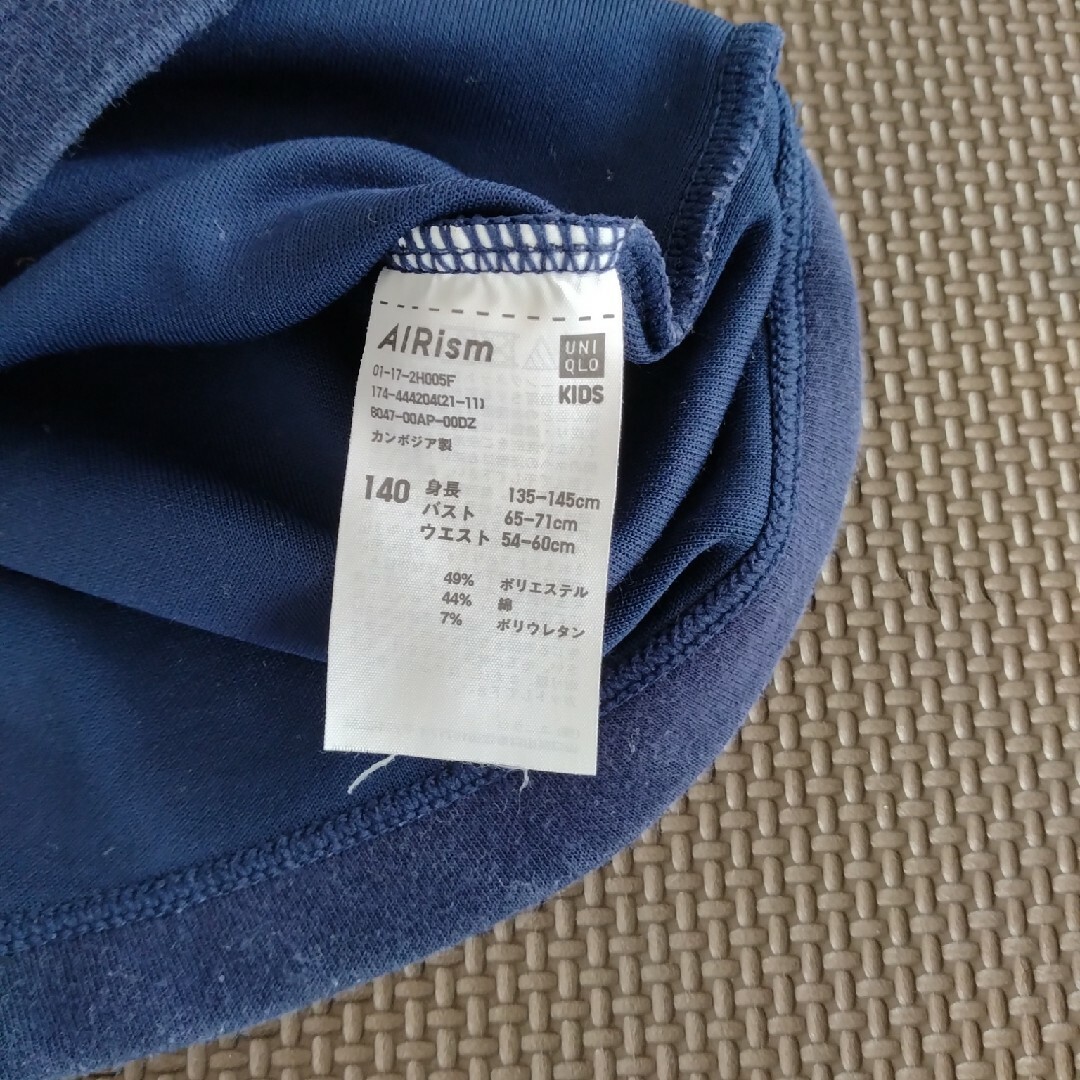 AIRism
UNI
QLO
KIDS
01-17-2H005F
174-444204(21-11)
8047-00AP-00DZ
カンボジア製
140 身長 135-145cm
バスト 65-71cm
ウエスト 54-60cm
49% ポリエステル
44% 綿
7% ポリウレタン